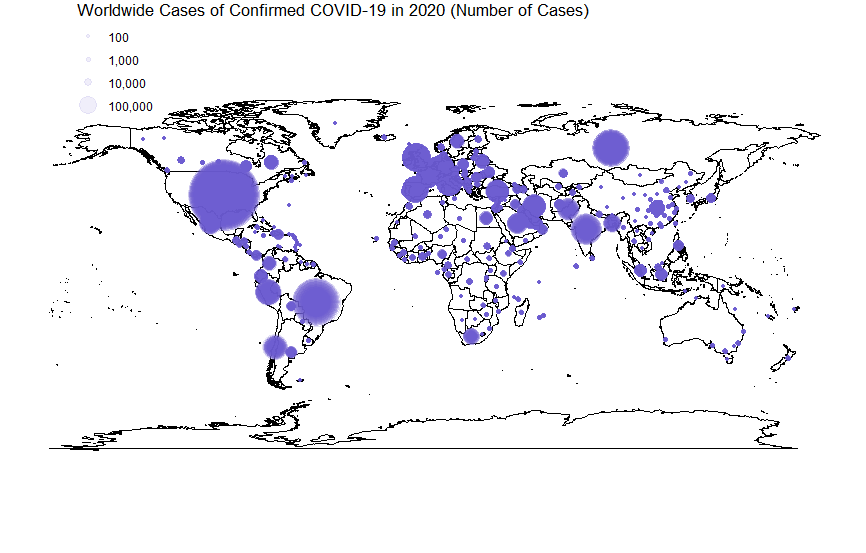 Worldwide Cases of Confirmed COVID-19 in 2020 (Number of Cases)
100
1,000
10,000
100,000